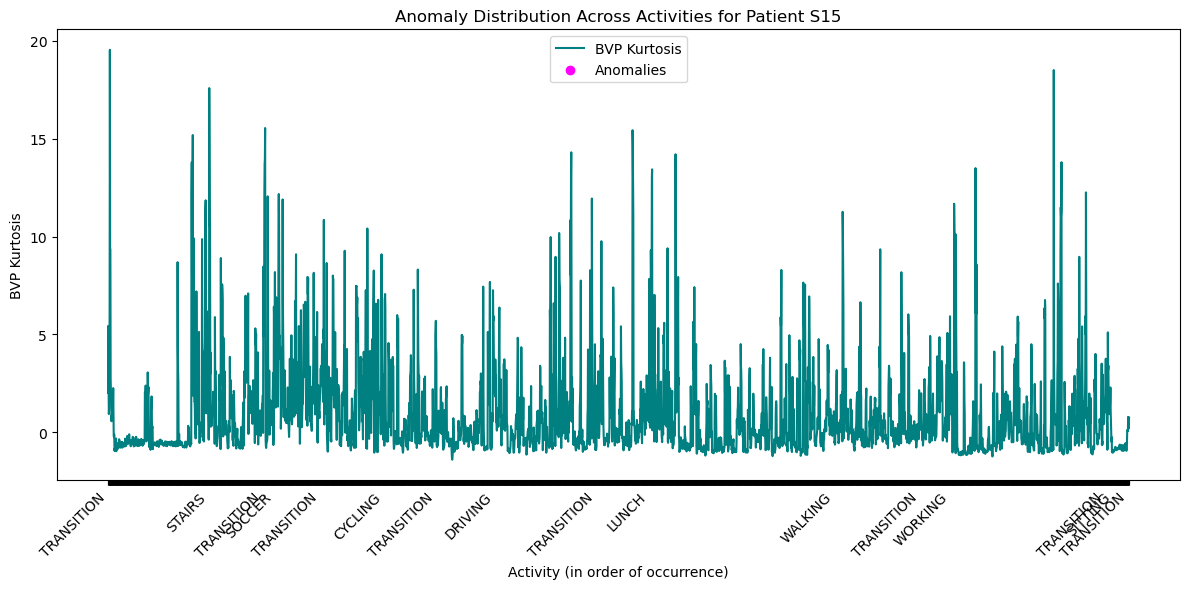 Anomaly Distribution Across Activities for Patient S15
BVP Kurtosis
Anomalies
BVP Kurtosis
20
15
10
5
0
TRANSITION
STAIRS
TRANSITION
SOCCER
TRANSITION
CYCLING
TRANSITION
DRIVING
TRANSITION
LUNCH
WALKING
TRANSITION
WORKING
TRANSITION
SITTING
TRANSITION
Activity (in order of occurrence)